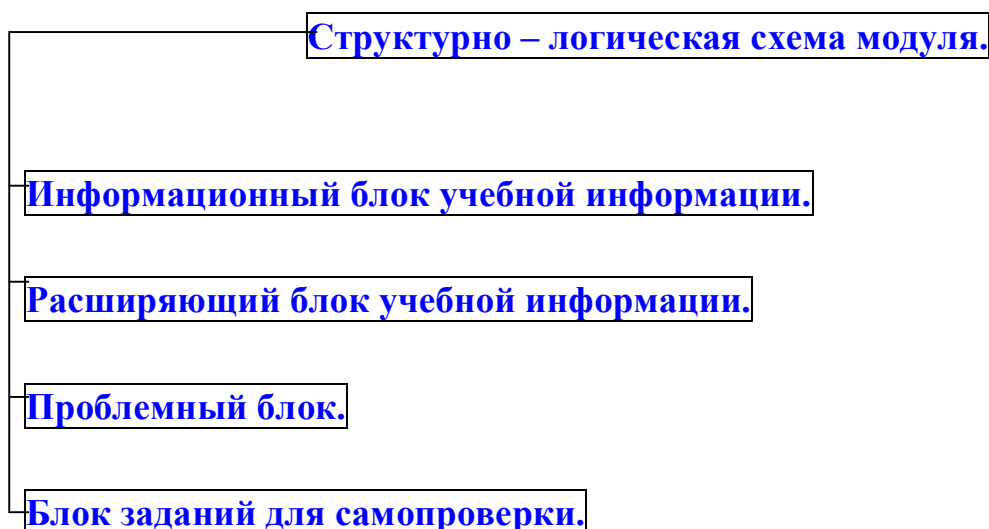 Структурно – логическая схема модуля.
Информационный блок учебной информации.
Расширяющий блок учебной информации.
Проблемный блок.
Блок заданий для самопроверки.